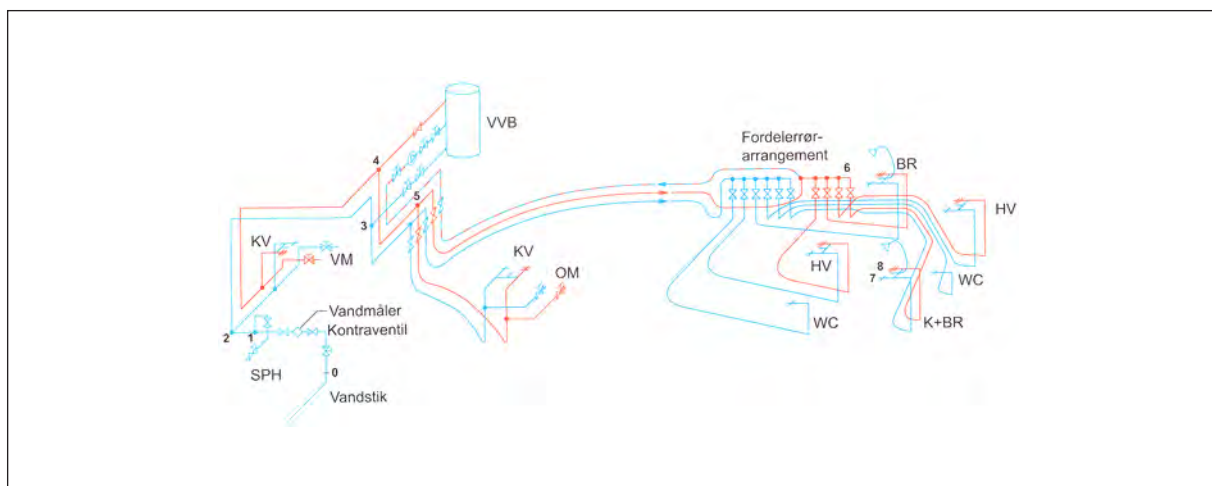 VVB
Fordelerrør-
arrangement
4
6
BR
5
3
HV
KV
VM
KV
OM
HV
8
7
WC
WC
K+BR
Vandmåler
Kontraventil
2
1
SPH
0
Vandstik